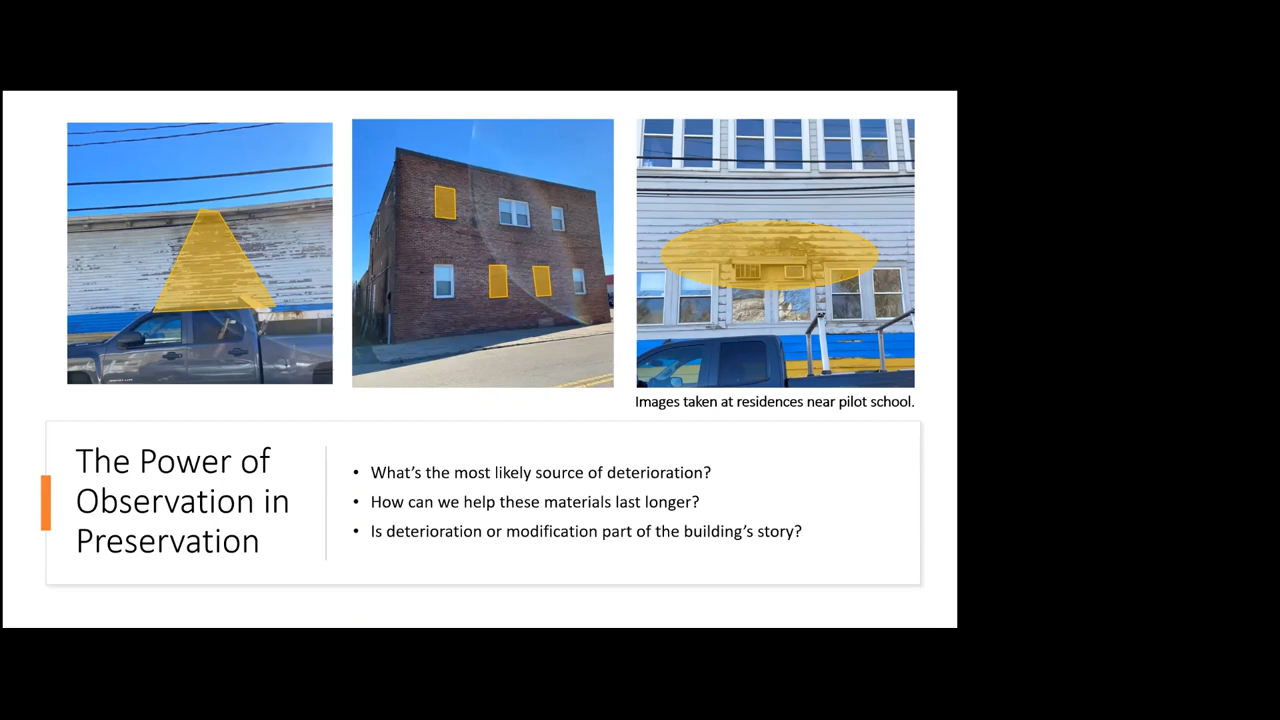 Images taken at residences near pilot school.
The Power of
Observation in
Preservation
• What’s the most likely source of deterioration?
• How can we help these materials last longer?
• Is deterioration or modification part of the building’s story?